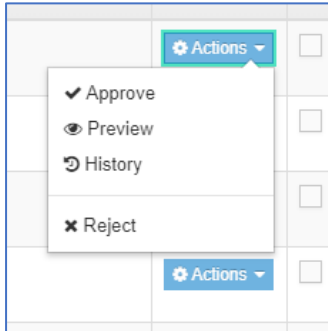 Actions
Approve
Preview
History
Reject
Actions